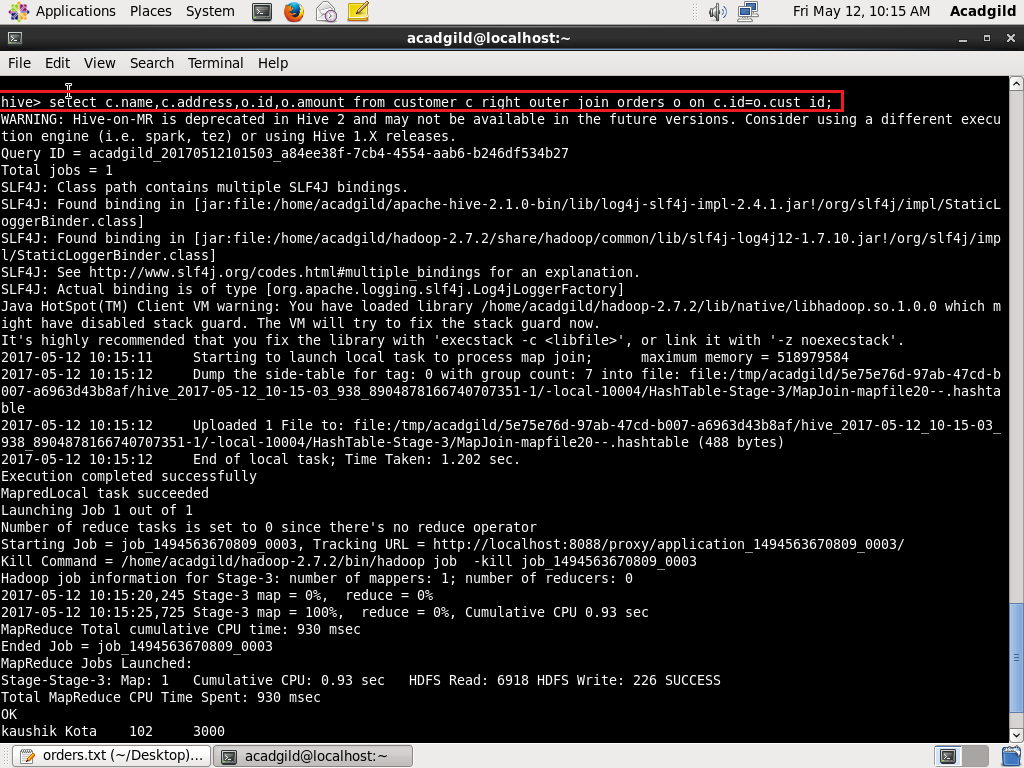 Applications Places System Fri May 12, 10:15 AM Acadgild
acadgild@localhost:~
File Edit View Search Terminal Help
hive> select c.name,c.address,o.id,o.amount from customer c right outer join orders o on c.id=o.cust_id;
WARNING: Hive-on-MR is deprecated in Hive 2 and may not be available in the future versions. Consider using a different execu
tion engine (i.e. spark, tez) or using Hive 1.X releases.
Query ID = acadgild_20170512101503_a84ee38f-7cb4-4554-aab6-b246df534b27
Total jobs = 1
SLF4J: Class path contains multiple SLF4J bindings.
SLF4J: Found binding in [jar:file:/home/acadgild/apache-hive-2.1.0-bin/lib/log4j-slf4j-impl-2.4.1.jar!/org/slf4j/impl/StaticL
oggerBinder.class]
SLF4J: Found binding in [jar:file:/home/acadgild/hadoop-2.7.2/share/hadoop/common/lib/slf4j-log4j12-1.7.10.jar!/org/slf4j/imp
l/StaticLoggerBinder.class]
SLF4J: See http://www.slf4j.org/codes.html#multiple_bindings for an explanation.
SLF4J: Actual binding is of type [org.apache.logging.slf4j.Log4jLoggerFactory]
Java HotSpot(TM) Client VM warning: You have loaded library /home/acadgild/hadoop-2.7.2/lib/native/libhadoop.so.1.0.0 which m
ight have disabled stack guard. The VM will try to fix the stack guard now.
It's highly recommended that you fix the library with 'execstack -c <libfile>', or link it with '-z noexecstack'.
2017-05-12 10:15:11 Starting to launch local task to process map join; maximum memory = 518979584
2017-05-12 10:15:12 Dump the side-table for tag: 0 with group count: 7 into file: file:/tmp/acadgild/5e75e76d-97ab-47cd-b
007-a6963d43b8af/hive_2017-05-12_10-15-03_938_8904878166740707351-1/-local-10004/HashTable-Stage-3/MapJoin-mapfile20--.hashta
ble
2017-05-12 10:15:12 Uploaded 1 File to: file:/tmp/acadgild/5e75e76d-97ab-47cd-b007-a6963d43b8af/hive_2017-05-12_10-15-03_
938_8904878166740707351-1/-local-10004/HashTable-Stage-3/MapJoin-mapfile20--.hashtable (488 bytes)
2017-05-12 10:15:12 End of local task; Time Taken: 1.202 sec.
Execution completed successfully
MapredLocal task succeeded
Launching Job 1 out of 1
Number of reduce tasks is set to 0 since there's no reduce operator
Starting Job = job_1494563670809_0003, Tracking URL = http://localhost:8088/proxy/application_1494563670809_0003/
Kill Command = /home/acadgild/hadoop-2.7.2/bin/hadoop job -kill job_1494563670809_0003
Hadoop job information for Stage-3: number of mappers: 1; number of reducers: 0
2017-05-12 10:15:20,245 Stage-3 map = 0%, reduce = 0%
2017-05-12 10:15:25,725 Stage-3 map = 100%, reduce = 0%, Cumulative CPU 0.93 sec
MapReduce Total cumulative CPU time: 930 msec
Ended Job = job_1494563670809_0003
MapReduce Jobs Launched:
Stage-Stage-3: Map: 1 Cumulative CPU: 0.93 sec HDFS Read: 6918 HDFS Write: 226 SUCCESS
Total MapReduce CPU Time Spent: 930 msec
OK
kaushik Kota 102 3000
orders.txt (~/Desktop)... acadgild@localhost:~